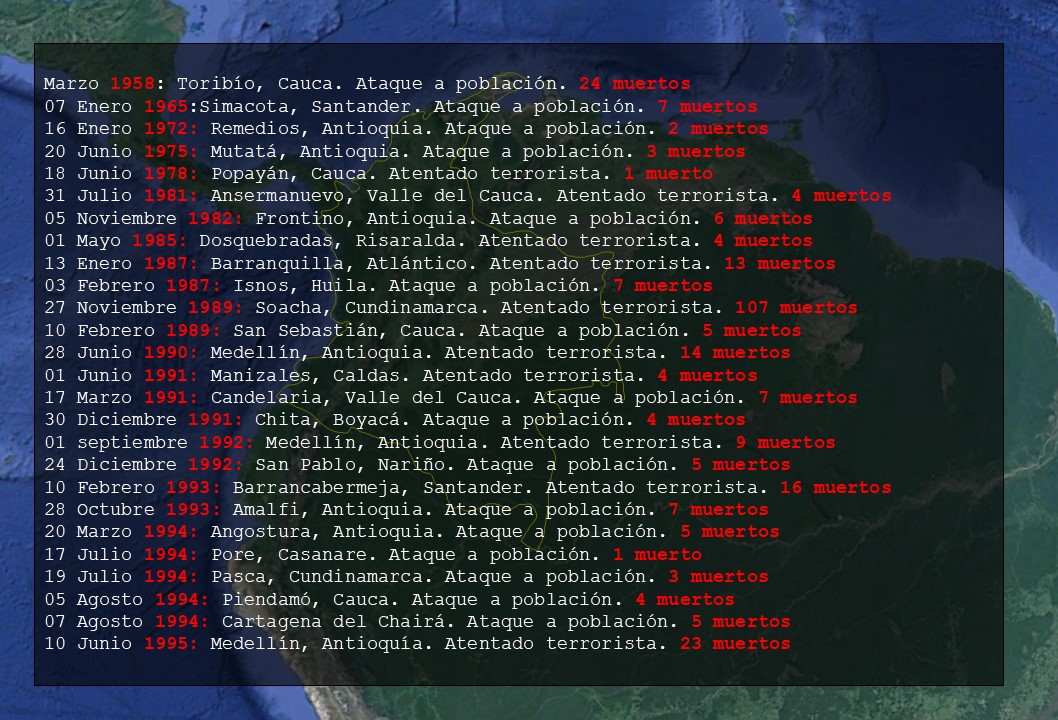 Marzo 1958: Toribío, Cauca. Ataque a población. 24 muertos
07 Enero 1965:Simacota, Santander. Ataque a población. 7 muertos
16 Enero 1972: Remedios, Antioquia. Ataque a población. 2 muertos
20 Junio 1975: Mutatá, Antioquia. Ataque a población. 3 muertos
18 Junio 1978: Popayán, Cauca. Atentado terrorista. 1 muerto
31 Julio 1981: Ansermanuevo, Valle del Cauca. Atentado terrorista. 4 muertos
05 Noviembre 1982: Frontino, Antioquia. Ataque a población. 6 muertos
01 Mayo 1985: Dosquebradas, Risaralda. Atentado terrorista. 4 muertos
13 Enero 1987: Barranquilla, Atlántico. Atentado terrorista. 13 muertos
03 Febrero 1987: Isnos, Huila. Ataque a población. 7 muertos
27 Noviembre 1989: Soacha, Cundinamarca. Atentado terrorista. 107 muertos
10 Febrero 1989: San Sebastián, Cauca. Ataque a población. 5 muertos
28 Junio 1990: Medellín, Antioquia. Atentado terrorista. 14 muertos
01 Junio 1991: Manizales, Caldas. Atentado terrorista. 4 muertos
17 Marzo 1991: Candelaria, Valle del Cauca. Ataque a población. 7 muertos
30 Diciembre 1991: Chita, Boyacá. Ataque a población. 4 muertos
01 septiembre 1992: Medellín, Antioquia. Atentado terrorista. 9 muertos
24 Diciembre 1992: San Pablo, Nariño. Ataque a población. 5 muertos
10 Febrero 1993: Barrancabermeja, Santander. Atentado terrorista. 16 muertos
28 Octubre 1993: Amalfi, Antioquia. Ataque a población. 7 muertos
20 Marzo 1994: Angostura, Antioquia. Ataque a población. 5 muertos
17 Julio 1994: Pore, Casanare. Ataque a población. 1 muerto
19 Julio 1994: Pasca, Cundinamarca. Ataque a población. 3 muertos
05 Agosto 1994: Piendamó, Cauca. Ataque a población. 4 muertos
07 Agosto 1994: Cartagena del Chairá. Ataque a población. 5 muertos
10 Junio 1995: Medellín, Antioquía. Atentado terrorista. 23 muertos